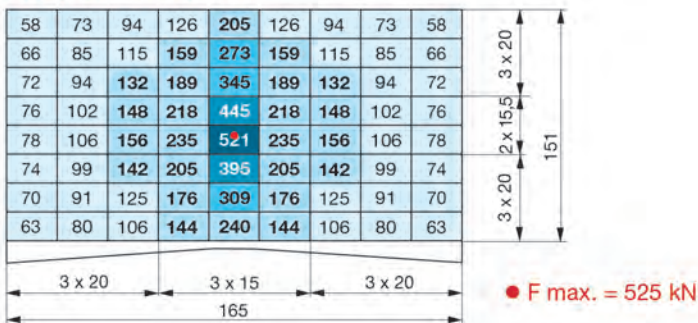 58 73 94 126 205 126 94 73 58
66 85 115 159 273 159 115 85 66
72 94 132 189 345 189 132 94 72
76 102 148 218 445 218 148 102 76
78 106 156 235 521 235 156 106 78
74 99 142 205 395 205 142 99 74
70 91 125 176 309 176 125 91 70
63 80 106 144 240 144 106 80 63
3 x 20
2 x 15,5
3 x 20
151
3 x 20 3 x 15 3 x 20
165
F max. = 525 kN